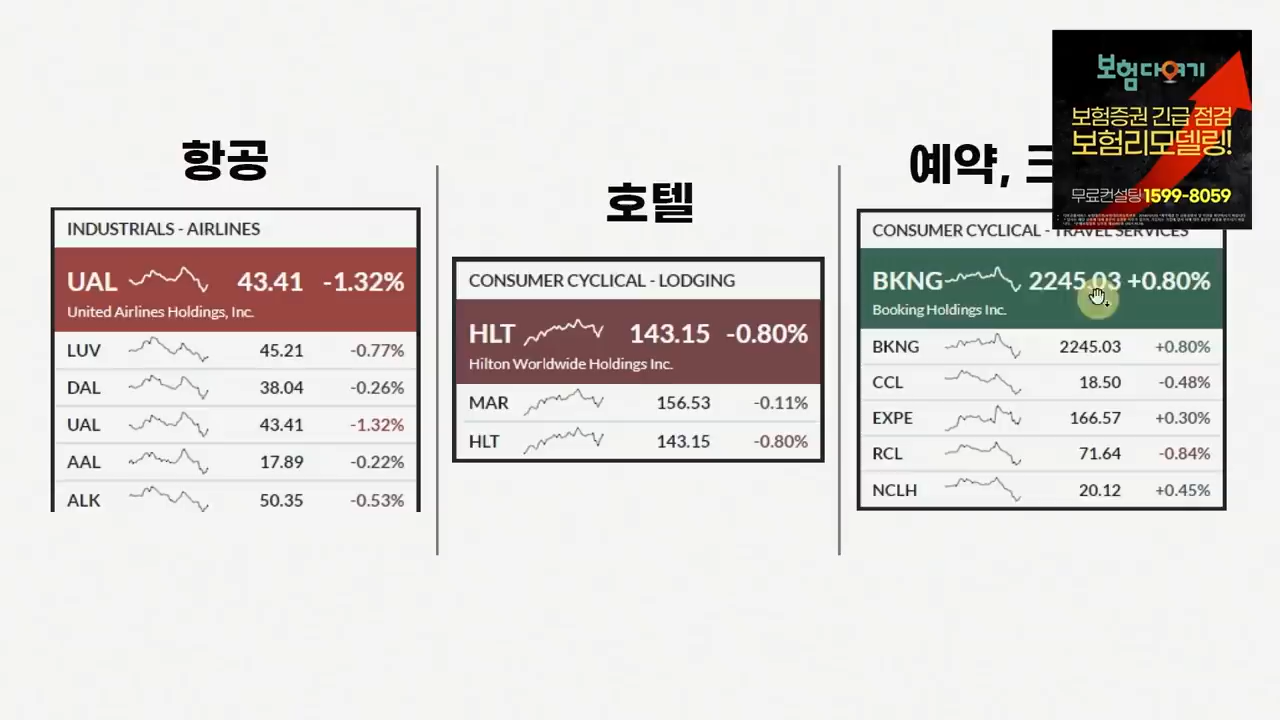 항공
INDUSTRIALS - AIRLINES
UAL 43.41 -1.32%
United Airlines Holdings, Inc.
LUV 45.21 -0.77%
DAL 38.04 -0.26%
UAL 43.41 -1.32%
AAL 17.89 -0.22%
ALK 50.35 -0.53%
호텔
CONSUMER CYCLICAL - LODGING
HLT 143.15 -0.80%
Hilton Worldwide Holdings Inc.
MAR 156.53 -0.11%
HLT 143.15 -0.80%
예약,
CONSUMER CYCLICAL - TRAVEL SERVICES
BKNG 2245.03 +0.80%
Booking Holdings Inc.
BKNG 2245.03 +0.80%
CCL 18.50 -0.48%
EXPE 166.57 +0.30%
RCL 71.64 -0.84%
NCLH 20.12 +0.45%
보험다여기
보험증권 긴급 점검
보험리모델링!
무료컨설팅 1599-8059